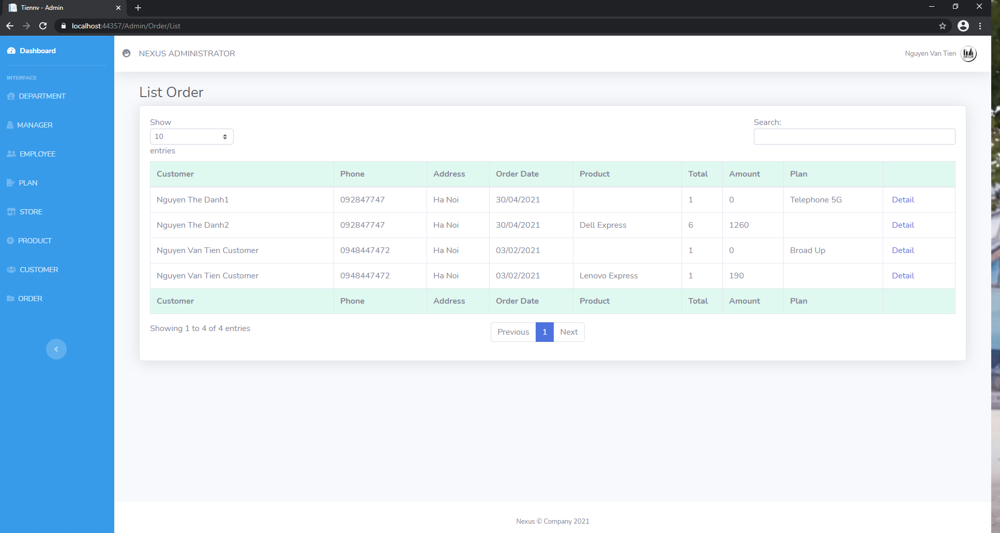 Tiennv - Admin
localhost:44357/Admin/Order/List
Dashboard
INTERFACE
DEPARTMENT
MANAGER
EMPLOYEE
PLAN
STORE
PRODUCT
CUSTOMER
ORDER
NEXUS ADMINISTRATOR
Nguyen Van Tien
List Order
Show
10
entries
Search:
Customer Phone Address Order Date Product Total Amount Plan
Nguyen The Danh1 092847747 Ha Noi 30/04/2021 1 0 Telephone 5G Detail
Nguyen The Danh2 092847747 Ha Noi 30/04/2021 Dell Express 6 1260 Detail
Nguyen Van Tien Customer 0948447472 Ha Noi 03/02/2021 1 0 Broad Up Detail
Nguyen Van Tien Customer 0948447472 Ha Noi 03/02/2021 Lenovo Express 1 190 Detail
Customer Phone Address Order Date Product Total Amount Plan
Showing 1 to 4 of 4 entries
Previous 1 Next
Nexus © Company 2021